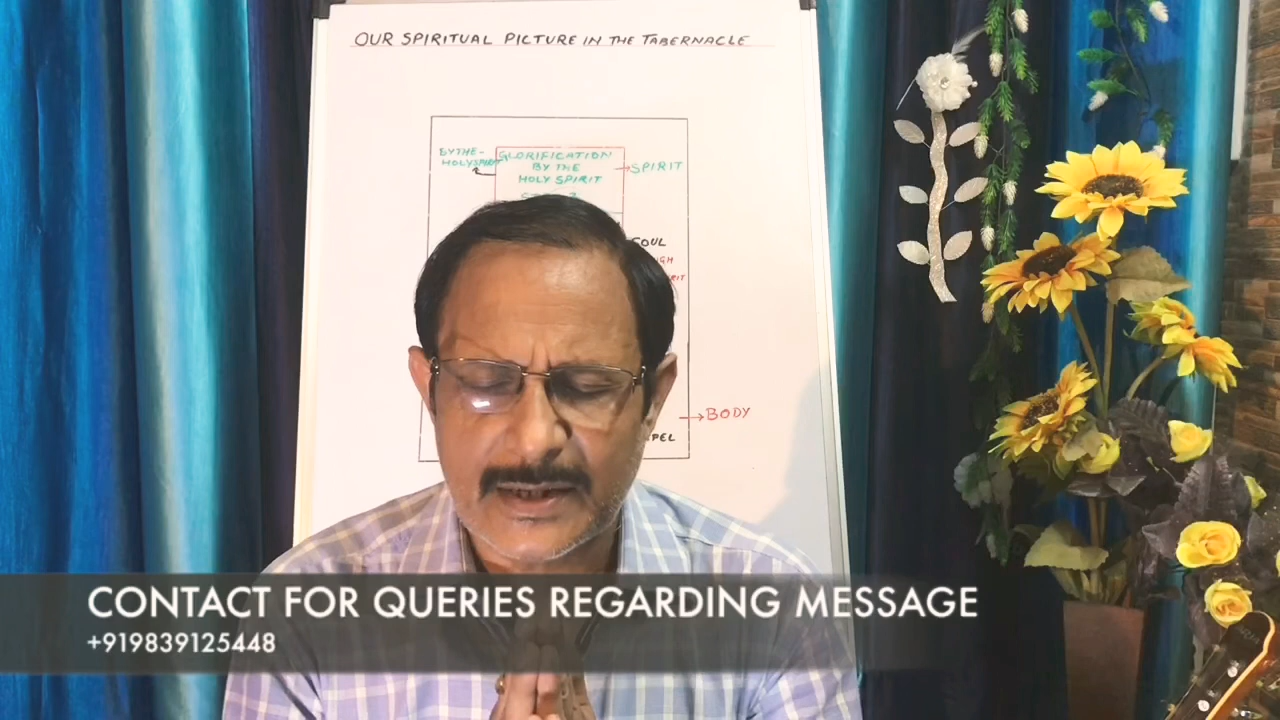 OUR SPIRITUAL PICTURE IN THE TABERNACLE
BY THE-
HOLY SPIRIT
GLORIFICATION
BY THE
HOLY SPIRIT
SPIRIT
BODY
CONTACT FOR QUERIES REGARDING MESSAGE
+919839125448